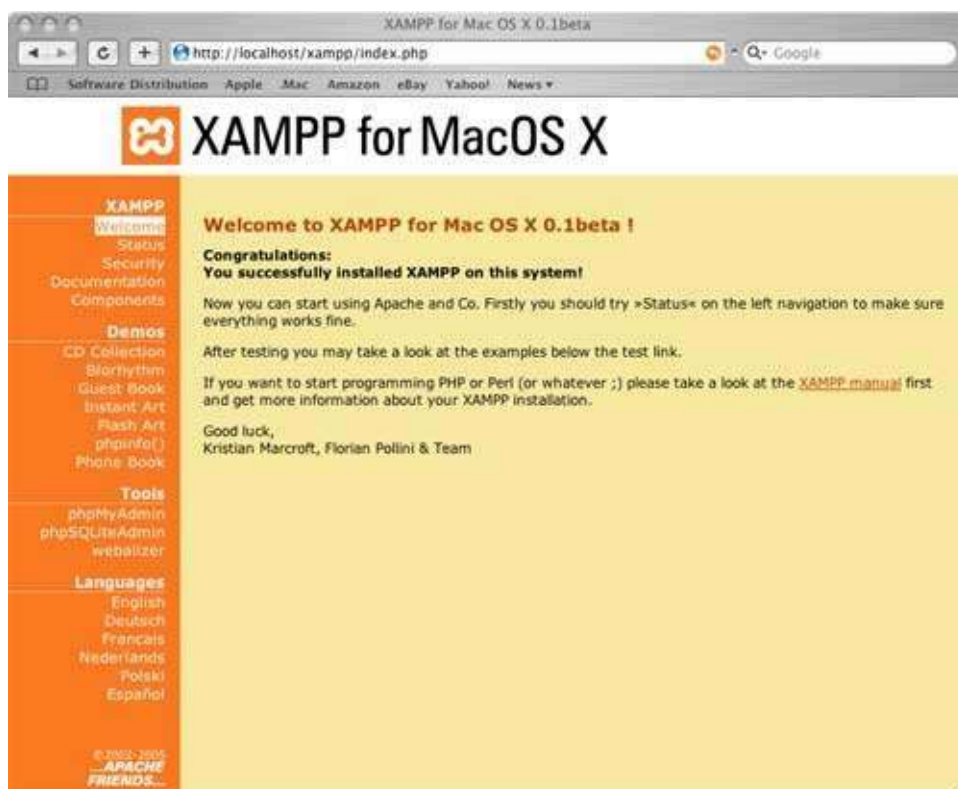 XAMPP for Mac OS X 0.1beta
http://localhost/xampp/index.php
Google
Software Distribution Apple Mac Amazon eBay Yahoo! News
XAMPP for MacOS X
XAMPP
Welcome
Status
Security
Documentation
Components
Demos
CD Collection
Biorhythm
Guest Book
Instant Art
Flash Art
phpinfo()
Phone Book
Tools
phpMyAdmin
phpSQLiteAdmin
webalizer
Languages
English
Deutsch
Francais
Nederlands
Polski
Español
©2002-2005
...APACHE
FRIENDS...
Welcome to XAMPP for Mac OS X 0.1beta !
Congratulations:
You successfully installed XAMPP on this system!
Now you can start using Apache and Co. Firstly you should try »Status« on the left navigation to make sure
everything works fine.
After testing you may take a look at the examples below the test link.
If you want to start programming PHP or Perl (or whatever ;) please take a look at the XAMPP manual first
and get more information about your XAMPP installation.
Good luck,
Kristian Marcroft, Florian Pollini & Team